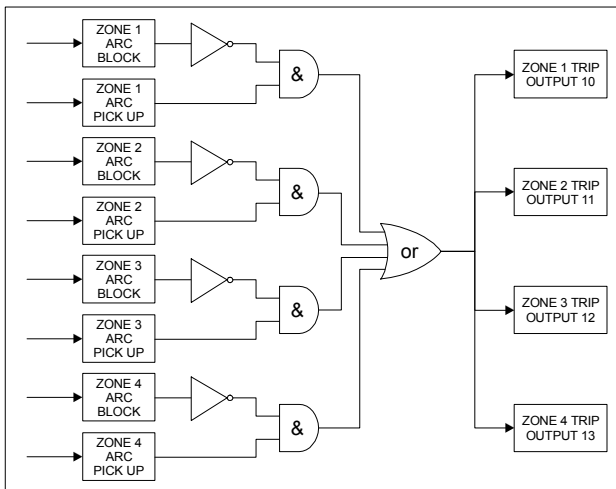 ZONE 1
ARC
BLOCK
&
ZONE 1
ARC
PICK UP
ZONE 2
ARC
BLOCK
&
ZONE 2
ARC
PICK UP
ZONE 3
ARC
BLOCK
&
ZONE 3
ARC
PICK UP
ZONE 4
ARC
BLOCK
&
ZONE 4
ARC
PICK UP
or
ZONE 1 TRIP
OUTPUT 10
ZONE 2 TRIP
OUTPUT 11
ZONE 3 TRIP
OUTPUT 12
ZONE 4 TRIP
OUTPUT 13